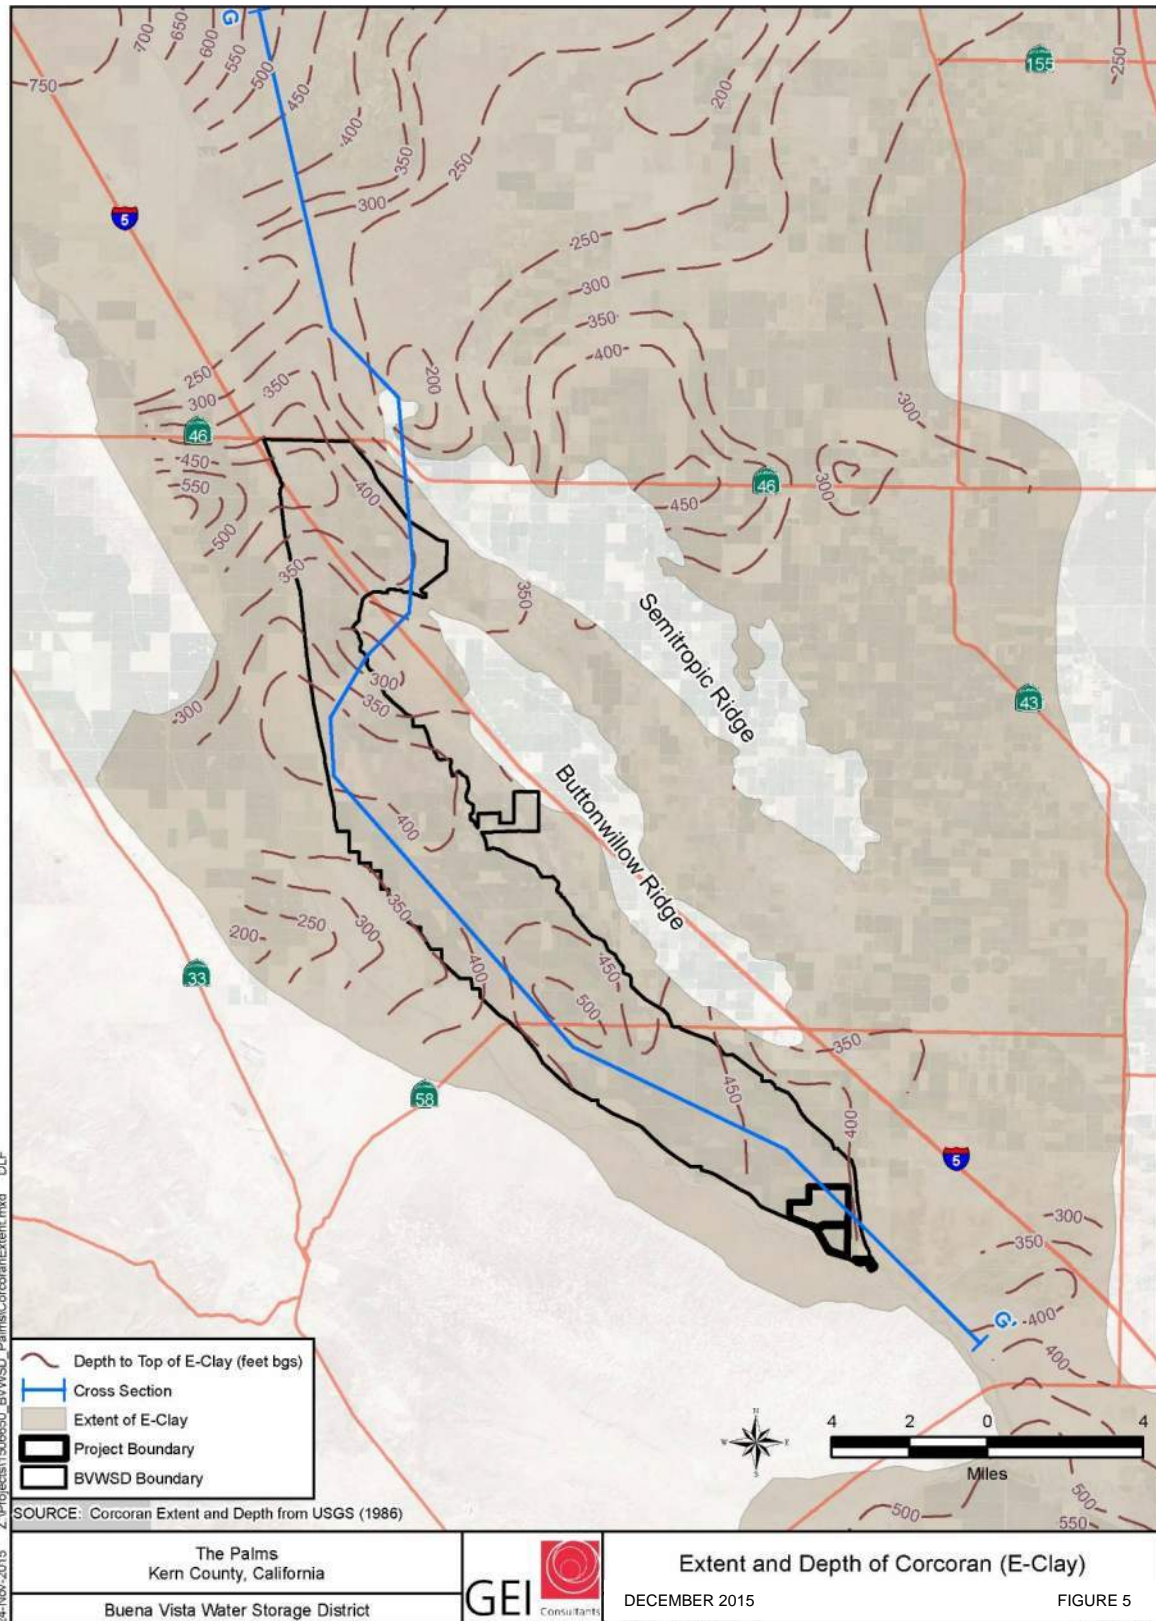 G
700
650
600
550
500
450
400
350
300
250
750
200
250
155
5
250
300
350
400
200
300
250
300
350
46
450
550
500
400
350
46
450
300
350
Semitropic Ridge
43
300
300
350
400
Buttonwillow Ridge
350
200
250
300
400
450
500
33
58
350
450
400
5
300
350
G'
400
400
500
500
550
Depth to Top of E-Clay (feet bgs)
Cross Section
Extent of E-Clay
Project Boundary
BVWSD Boundary
N
W
E
S
4 2 0 4
Miles
SOURCE: Corcoran Extent and Depth from USGS (1986)
The Palms
Kern County, California
Buena Vista Water Storage District
GEI
Consultants
Extent and Depth of Corcoran (E-Clay)
DECEMBER 2015
FIGURE 5
24-Nov-2015